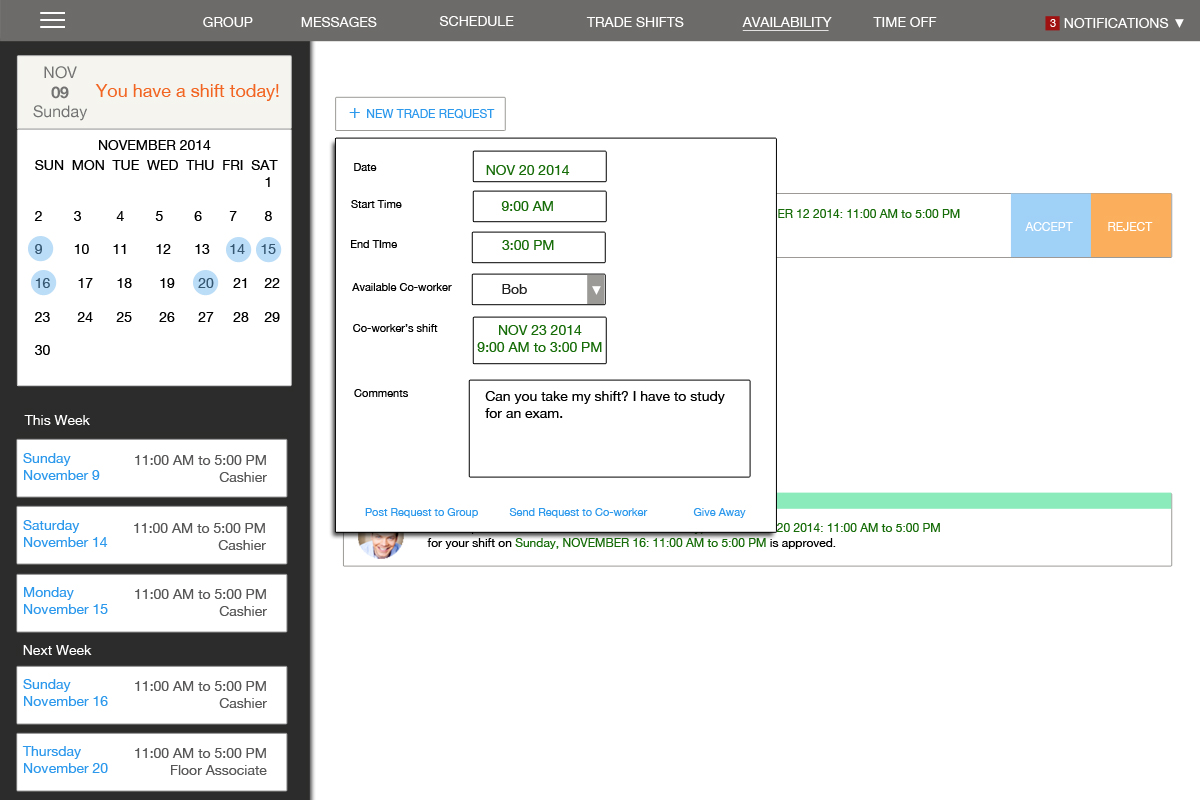 GROUP MESSAGES SCHEDULE TRADE SHIFTS AVAILABILITY TIME OFF 3 NOTIFICATIONS ▼
NOV
09
Sunday
You have a shift today!
NOVEMBER 2014
SUN MON TUE WED THU FRI SAT
1
2 3 4 5 6 7 8
9 10 11 12 13 14 15
16 17 18 19 20 21 22
23 24 25 26 27 28 29
30
This Week
Sunday
November 9
11:00 AM to 5:00 PM
Cashier
Saturday
November 14
11:00 AM to 5:00 PM
Cashier
Monday
November 15
11:00 AM to 5:00 PM
Cashier
Next Week
Sunday
November 16
11:00 AM to 5:00 PM
Cashier
Thursday
November 20
11:00 AM to 5:00 PM
Floor Associate
+ NEW TRADE REQUEST
Date NOV 20 2014
Start Time 9:00 AM
End TIme 3:00 PM
Available Co-worker Bob ▼
Co-worker's shift NOV 23 2014
9:00 AM to 3:00 PM
Comments Can you take my shift? I have to study
for an exam.
Post Request to Group Send Request to Co-worker Give Away
ER 12 2014: 11:00 AM to 5:00 PM
ACCEPT REJECT
20 2014: 11:00 AM to 5:00 PM
for your shift on Sunday, NOVEMBER 16: 11:00 AM to 5:00 PM is approved.